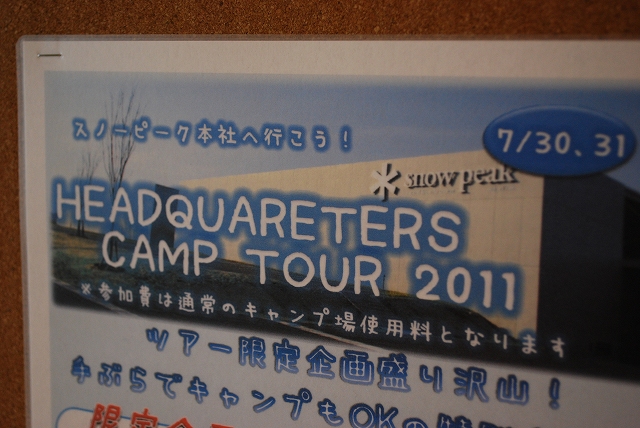 スノーピーク本社へ行こう！
7/30、31
snow peak
HEADQUARETERS
CAMP TOUR 2011
※参加費は通常のキャンプ場使用料となります
ツアー限定企画盛り沢山！
手ぶらでキャンプもOKの
限定企